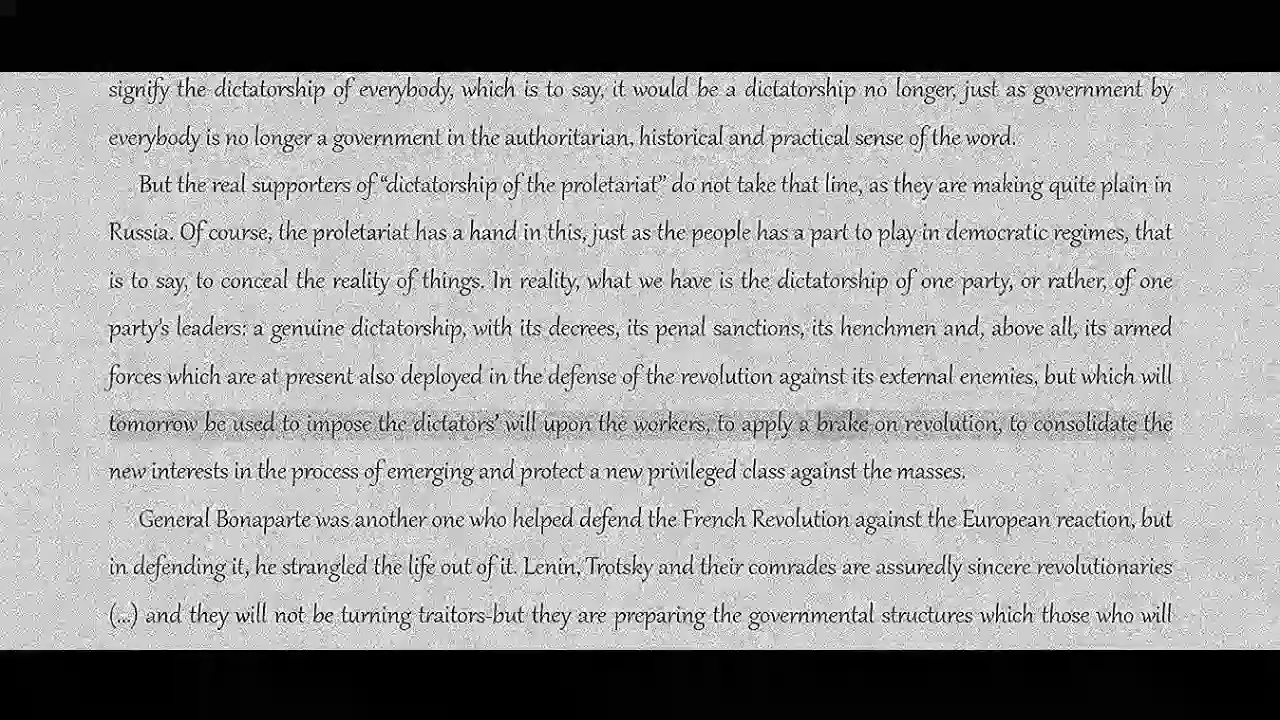 signify the dictatorship of everybody, which is to say, it would be a dictatorship no longer, just as government by
everybody is no longer a government in the authoritarian, historical and practical sense of the word.
But the real supporters of “dictatorship of the proletariat” do not take that line, as they are making quite plain in
Russia. Of course, the proletariat has a hand in this, just as the people has a part to play in democratic regimes, that
is to say, to conceal the reality of things. In reality, what we have is the dictatorship of one party, or rather, of one
party’s leaders: a genuine dictatorship, with its decrees, its penal sanctions, its henchmen and, above all, its armed
forces which are at present also deployed in the defense of the revolution against its external enemies, but which will
tomorrow be used to impose the dictators’ will upon the workers, to apply a brake on revolution, to consolidate the
new interests in the process of emerging and protect a new privileged class against the masses.
General Bonaparte was another one who helped defend the French Revolution against the European reaction, but
in defending it, he strangled the life out of it. Lenin, Trotsky and their comrades are assuredly sincere revolutionaries
(...) and they will not be turning traitors-but they are preparing the governmental structures which those who will